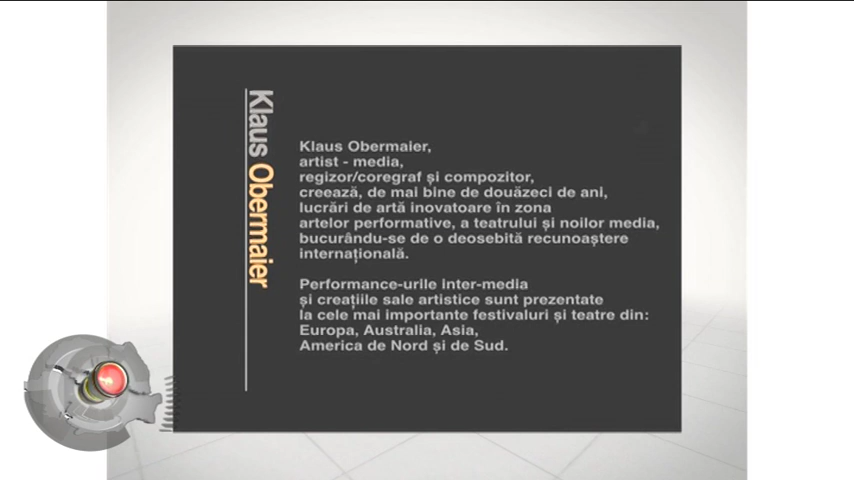 Klaus Obermaier
Klaus Obermaier,
artist - media,
regizor/coregraf și compozitor,
creează, de mai bine de douăzeci de ani,
lucrări de artă inovatoare în zona
artelor performative, a teatrului și noilor media,
bucurându-se de o deosebită recunoaștere
internațională.
Performance-urile inter-media
și creațiile sale artistice sunt prezentate
la cele mai importante festivaluri și teatre din:
Europa, Australia, Asia,
America de Nord și de Sud.